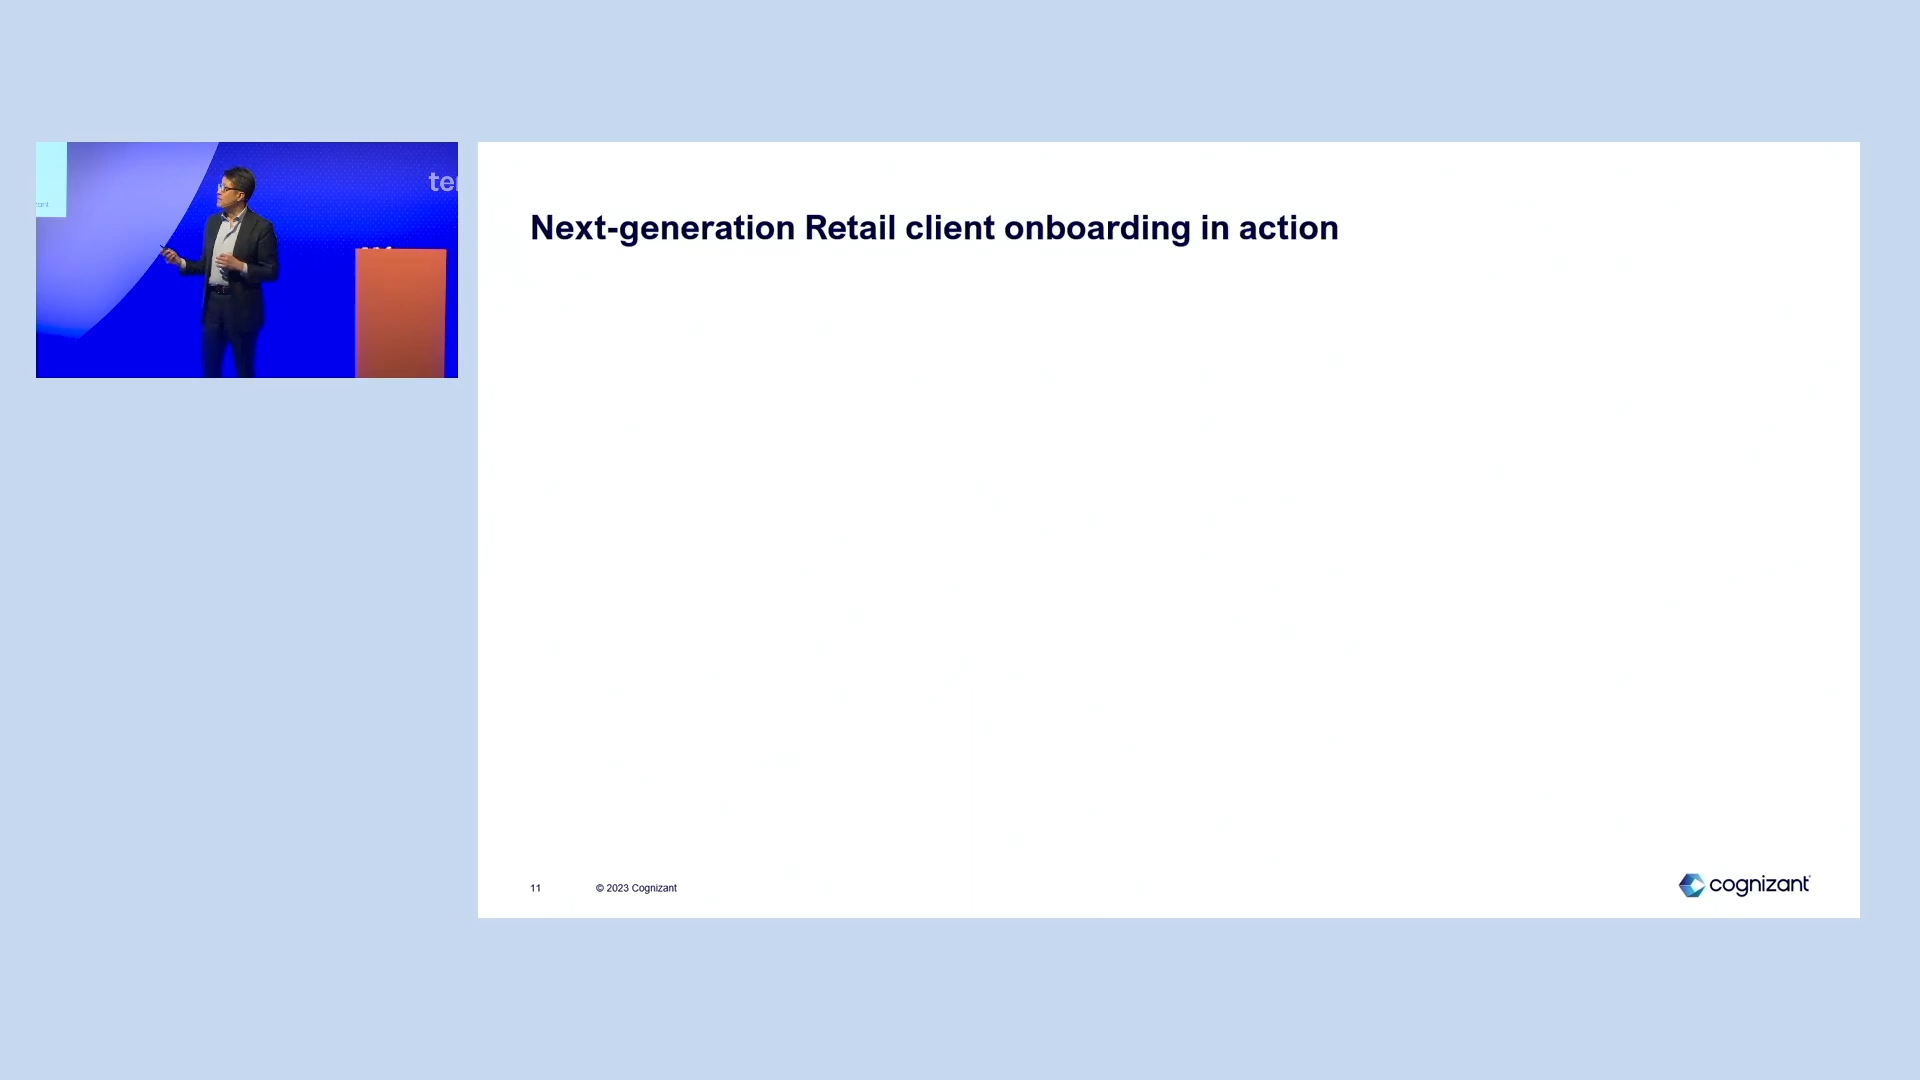 Next-generation Retail client onboarding in action
11
© 2023 Cognizant
cognizant